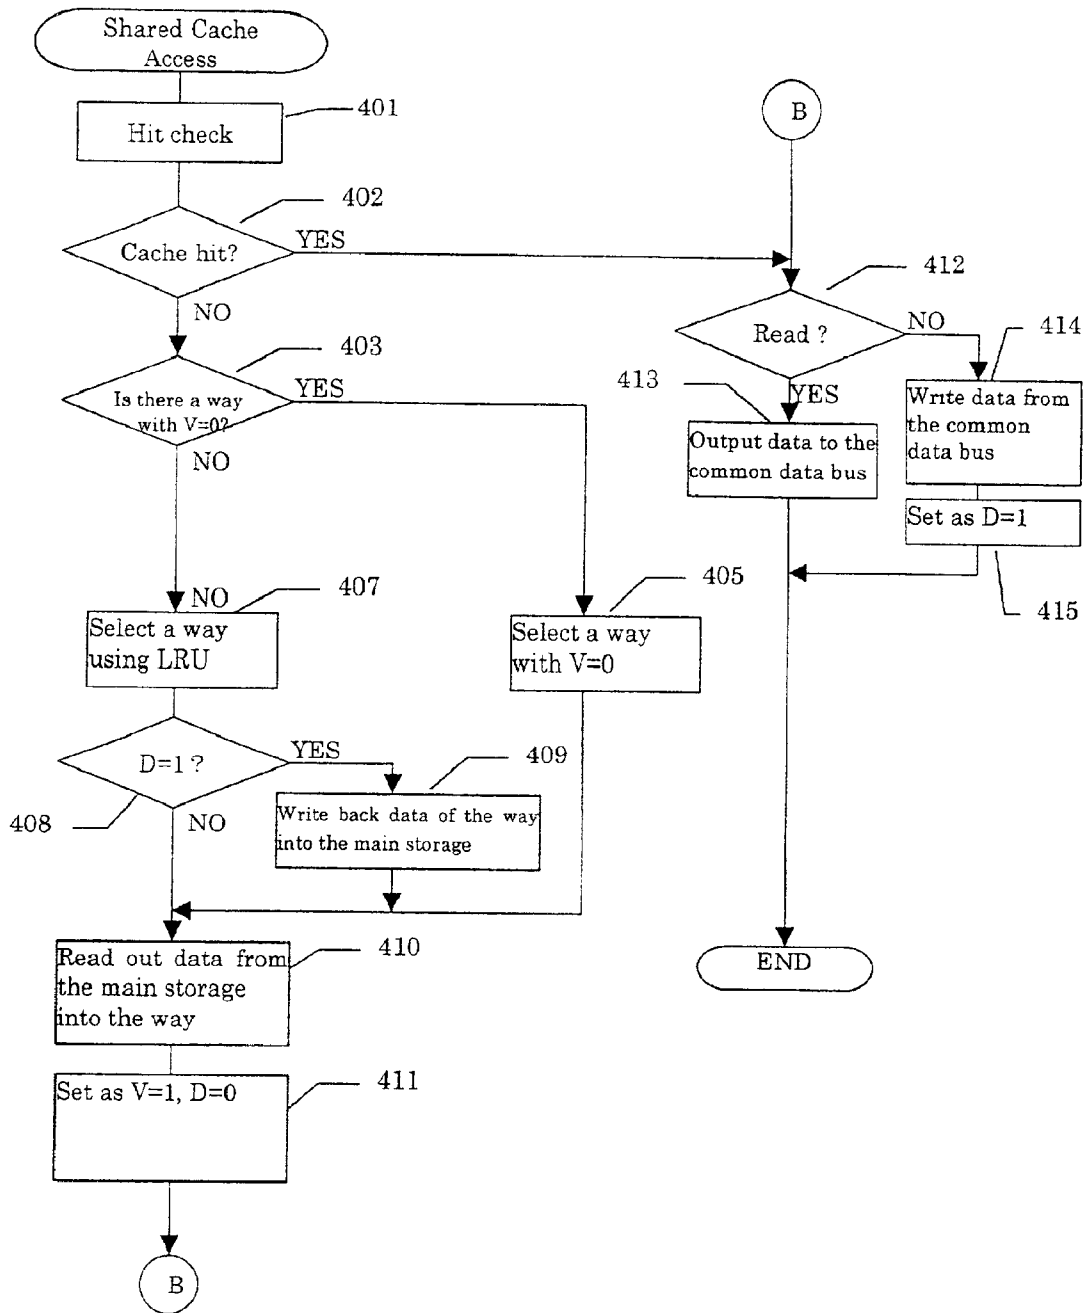 Shared Cache
Access
401
Hit check
402
Cache hit?
YES
NO
403
Is there a way
with V=0?
YES
NO
NO
407
Select a way
using LRU
405
Select a way
with V=0
D=1 ?
YES
408
NO
409
Write back data of the way
into the main storage
410
Read out data from
the main storage
into the way
411
Set as V=1, D=0
B
B
412
Read ?
NO
414
413
YES
Output data to the
common data bus
Write data from
the common
data bus
Set as D=1
415
END